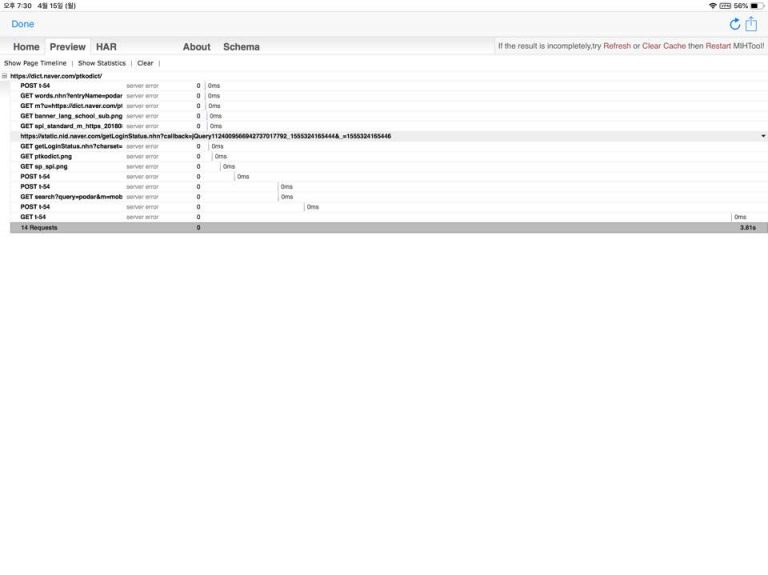 오후 7:30 4월 15일 (월) VPN 56%
Done
Home Preview HAR About Schema If the result is incompletely,try Refresh or Clear Cache then Restart MIHTool!
Show Page Timeline | Show Statistics | Clear |
https://dict.naver.com/ptkodict/
POST t-54 server error 0 0ms
GET words.nhn?entryName=podar server error 0 0ms
GET m?u=https://dict.naver.com/pt server error 0 0ms
GET banner_lang_school_sub.png server error 0 0ms
GET spi_standard_m_https_20180 server error 0 0ms
https://static.nid.naver.com/getLoginStatus.nhn?callback=jQuery1124009566942737017792_1555324165444&_=1555324165446
GET getLoginStatus.nhn?charset= server error 0 0ms
GET ptkodict.png server error 0 0ms
GET sp_spi.png server error 0 0ms
POST t-54 server error 0 0ms
POST t-54 server error 0 0ms
GET search?query=podar&m=mob server error 0 0ms
POST t-54 server error 0 0ms
GET t-54 server error 0 0ms
14 Requests 0 3.81s